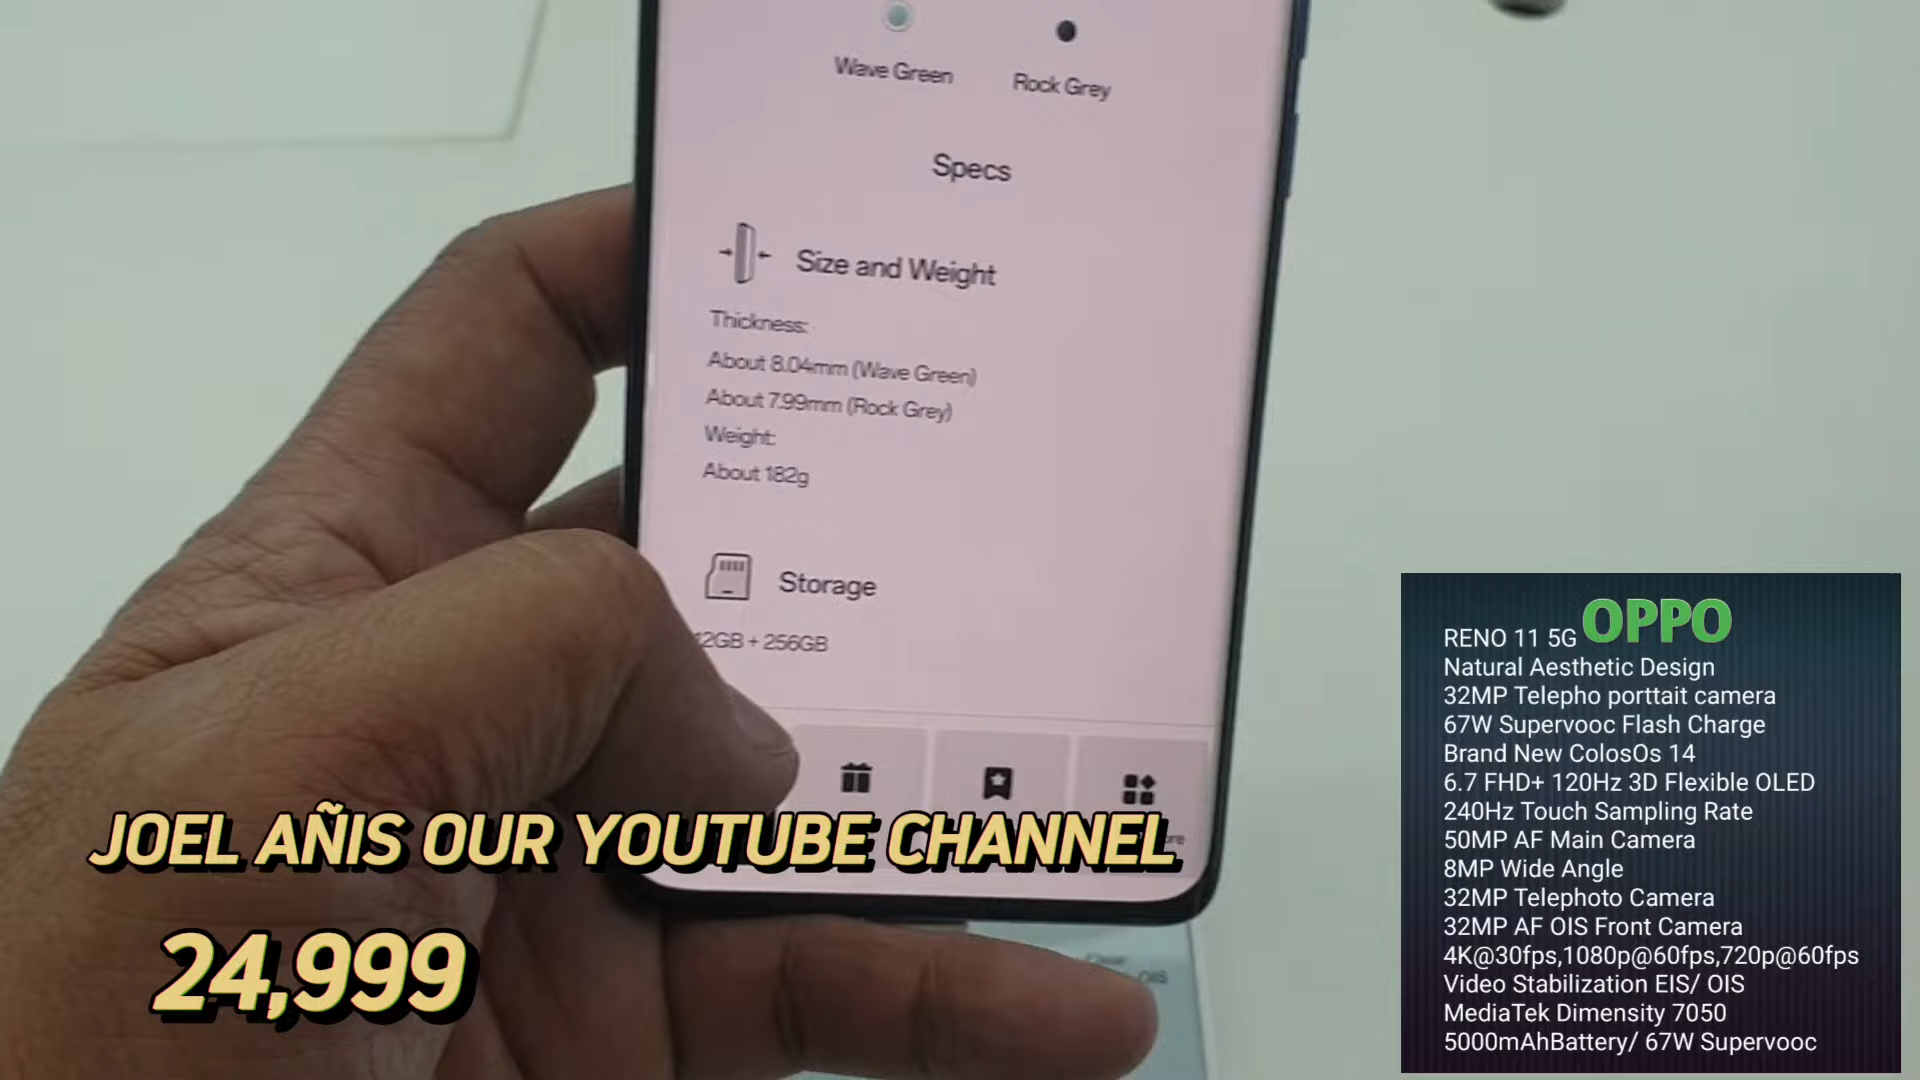 Wave Green
Rock Grey
Specs
Size and Weight
Thickness:
About 8.04mm (Wave Green)
About 7.99mm (Rock Grey)
Weight:
About 182g
Storage
12GB + 256GB
JOEL AÑIS OUR YOUTUBE CHANNEL
24,999
OIS
OPPO
RENO 11 5G
Natural Aesthetic Design
32MP Telepho porttait camera
67W Supervooc Flash Charge
Brand New ColosOs 14
6.7 FHD+ 120Hz 3D Flexible OLED
240Hz Touch Sampling Rate
50MP AF Main Camera
8MP Wide Angle
32MP Telephoto Camera
32MP AF OIS Front Camera
4K@30fps,1080p@60fps,720p@60fps
Video Stabilization EIS/ OIS
MediaTek Dimensity 7050
5000mAhBattery/ 67W Supervooc